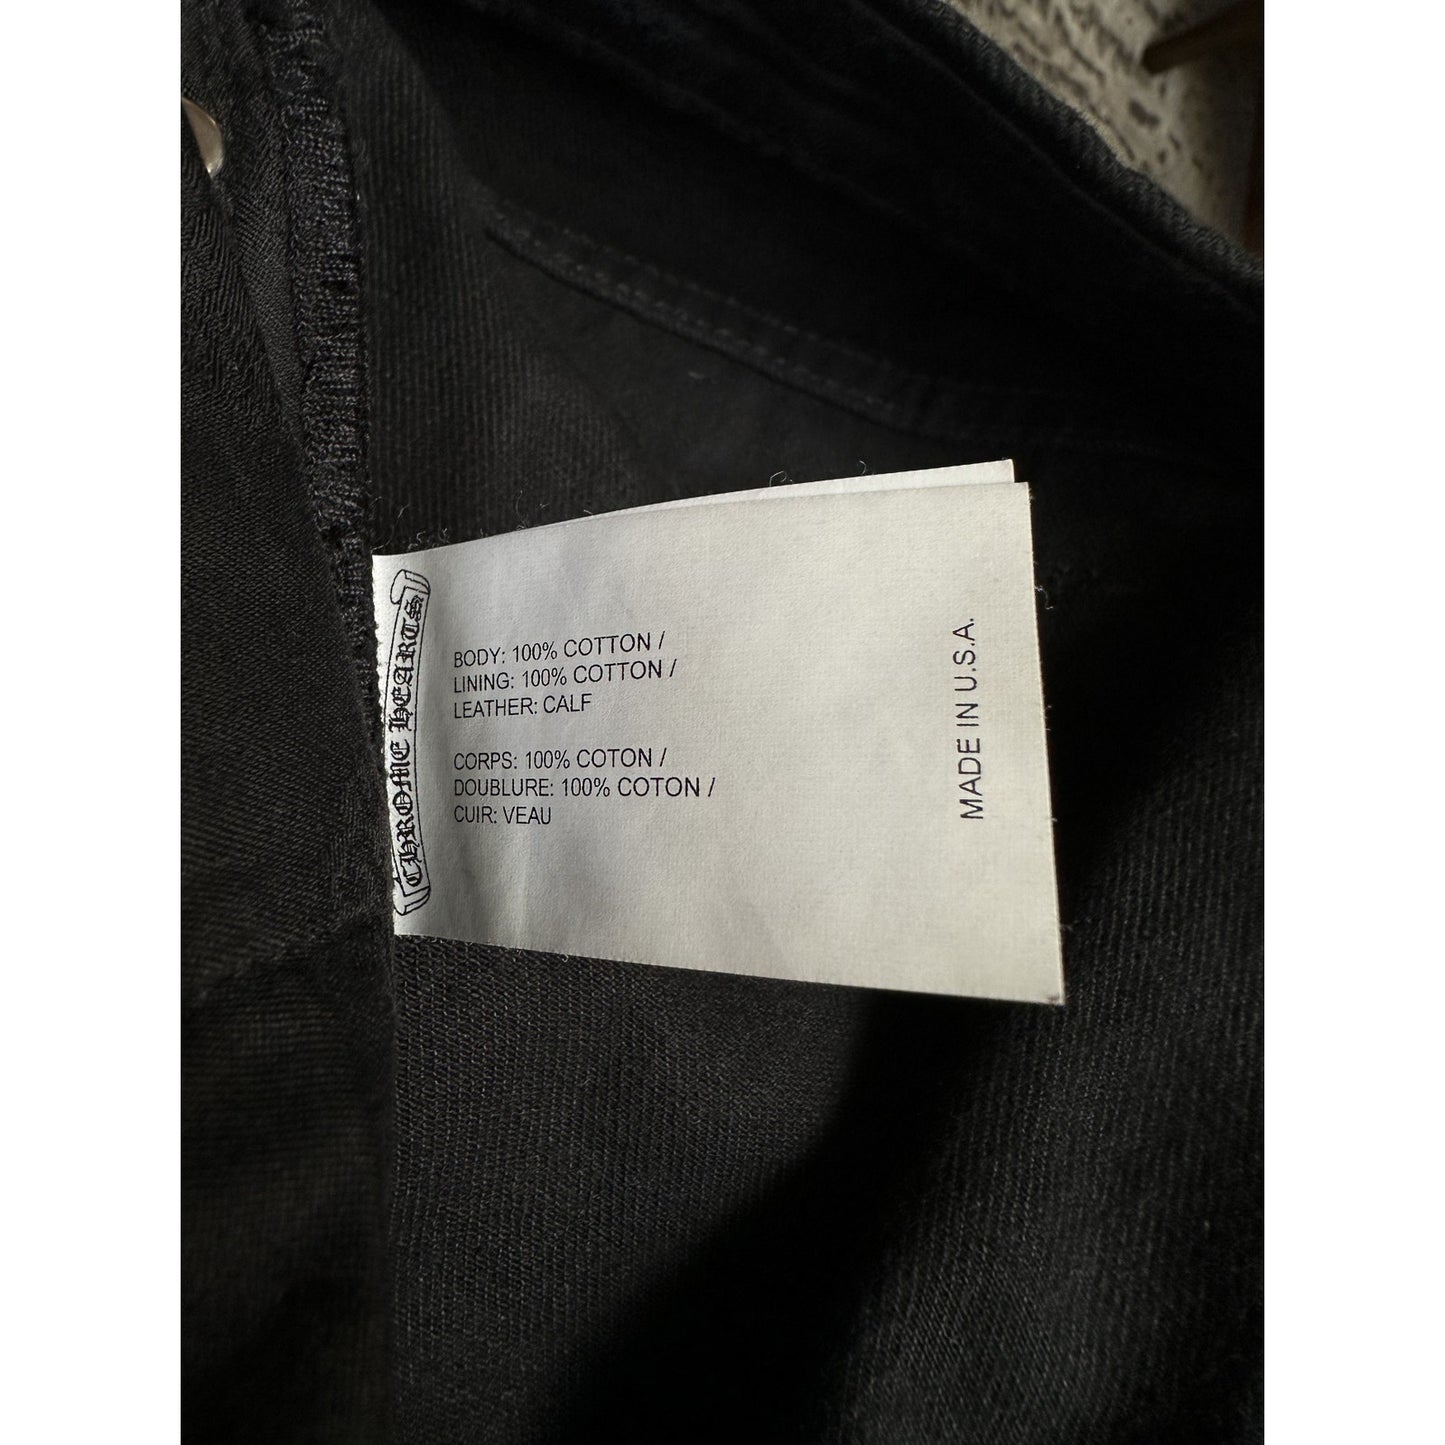 CHROME HEARTS
BODY: 100% COTTON /
LINING: 100% COTTON /
LEATHER: CALF
CORPS: 100% COTON /
DOUBLURE: 100% COTON /
CUIR: VEAU
MADE IN U.S.A.